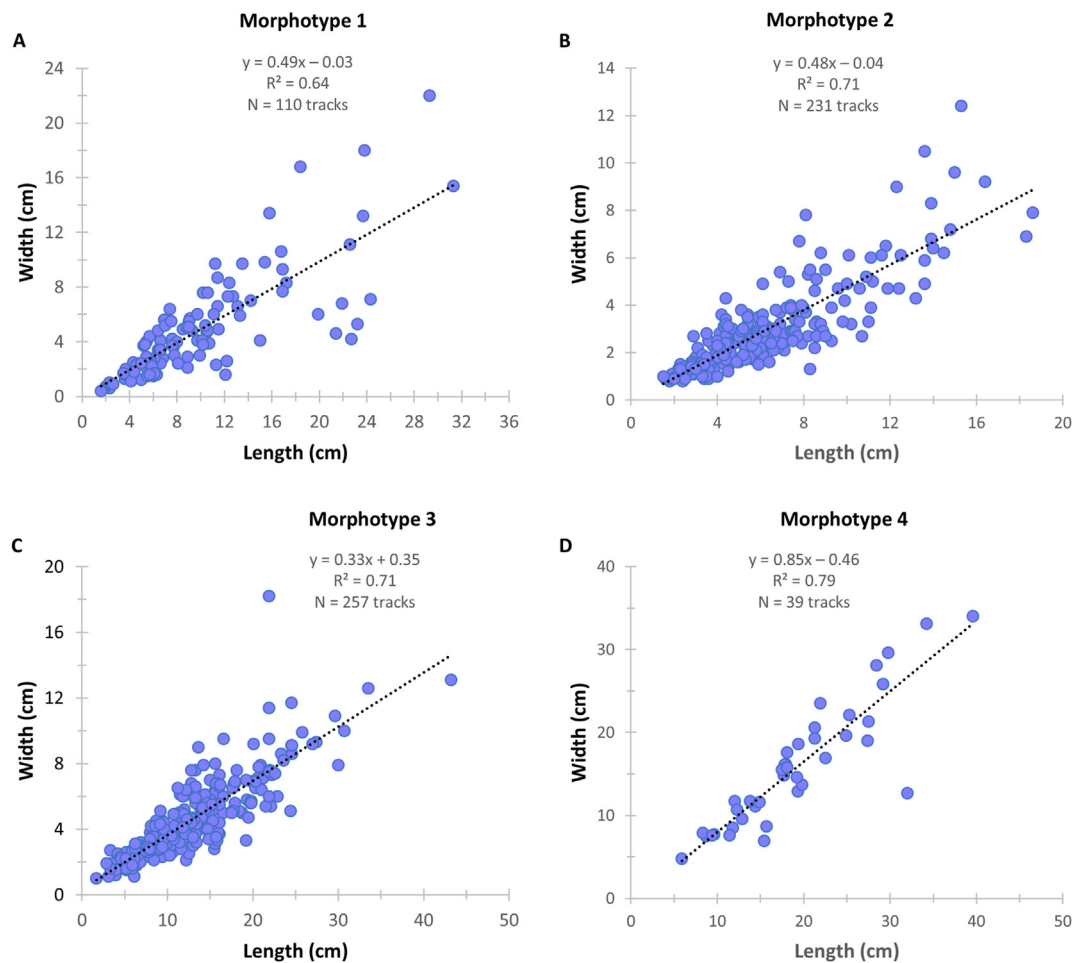 Morphotype 1
A
y = 0.49x – 0.03
R² = 0.64
N = 110 tracks
24
20
16
12
8
4
0
0 4 8 12 16 20 24 28 32 36
Width (cm)
Length (cm)
Morphotype 2
B
y = 0.48x – 0.04
R² = 0.71
N = 231 tracks
14
12
10
8
6
4
2
0
0 4 8 12 16 20
Width (cm)
Length (cm)
Morphotype 3
C
y = 0.33x + 0.35
R² = 0.71
N = 257 tracks
20
16
12
8
4
0
0 10 20 30 40 50
Width (cm)
Length (cm)
Morphotype 4
D
y = 0.85x – 0.46
R² = 0.79
N = 39 tracks
40
30
20
10
0
0 10 20 30 40 50
Width (cm)
Length (cm)